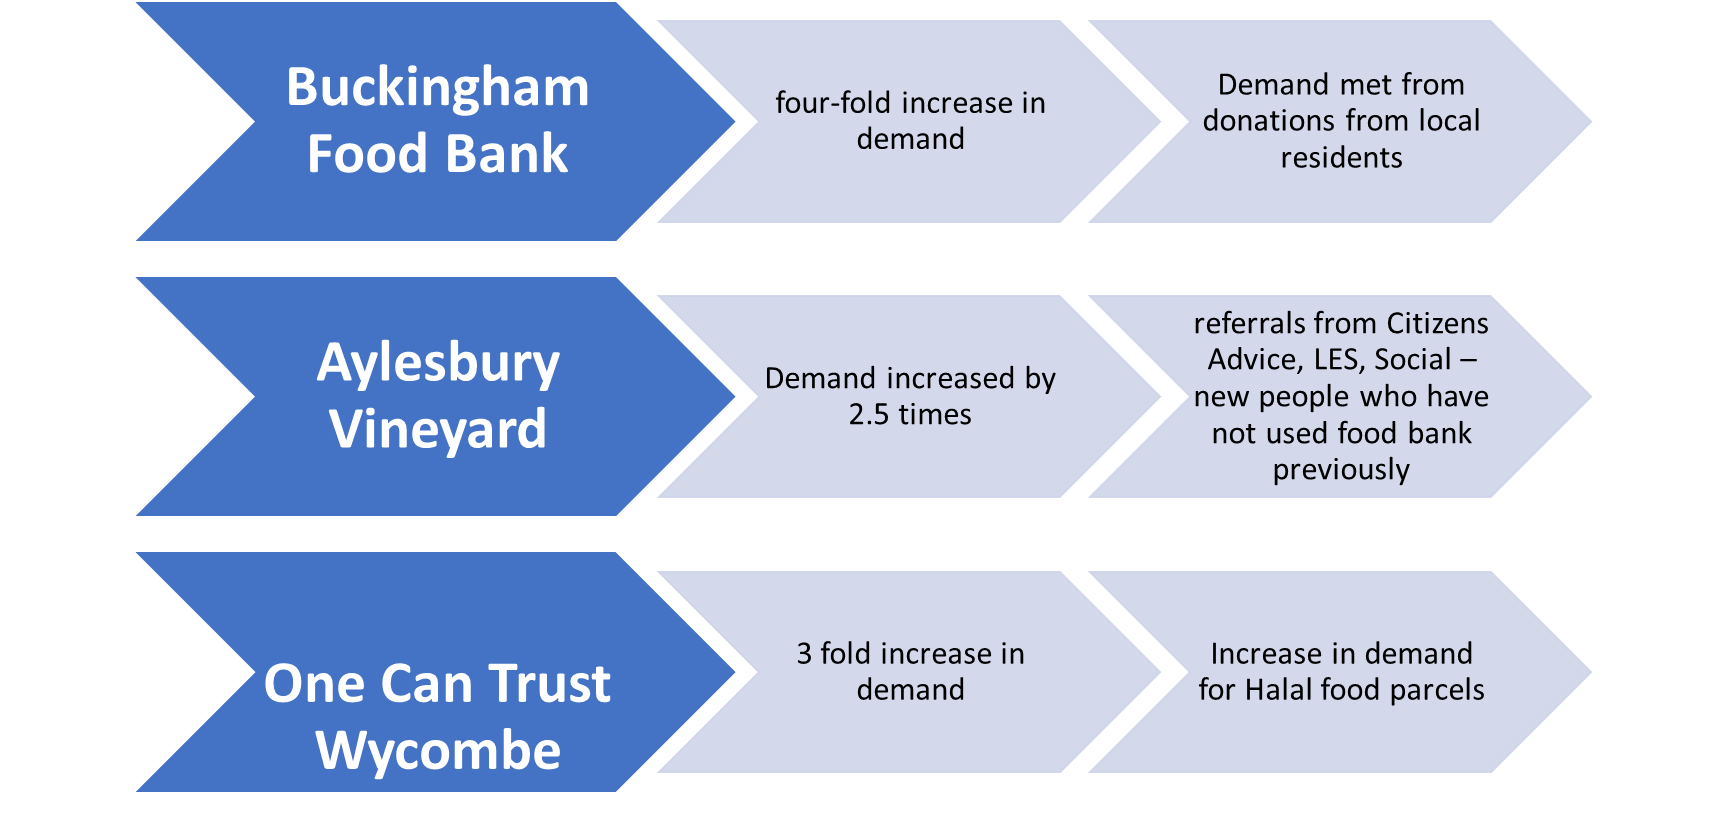 Buckingham
Food Bank
four-fold increase in
demand
Demand met from
donations from local
residents
Aylesbury
Vineyard
Demand increased by
2.5 times
referrals from Citizens
Advice, LES, Social –
new people who have
not used food bank
previously
One Can Trust
Wycombe
3 fold increase in
demand
Increase in demand
for Halal food parcels